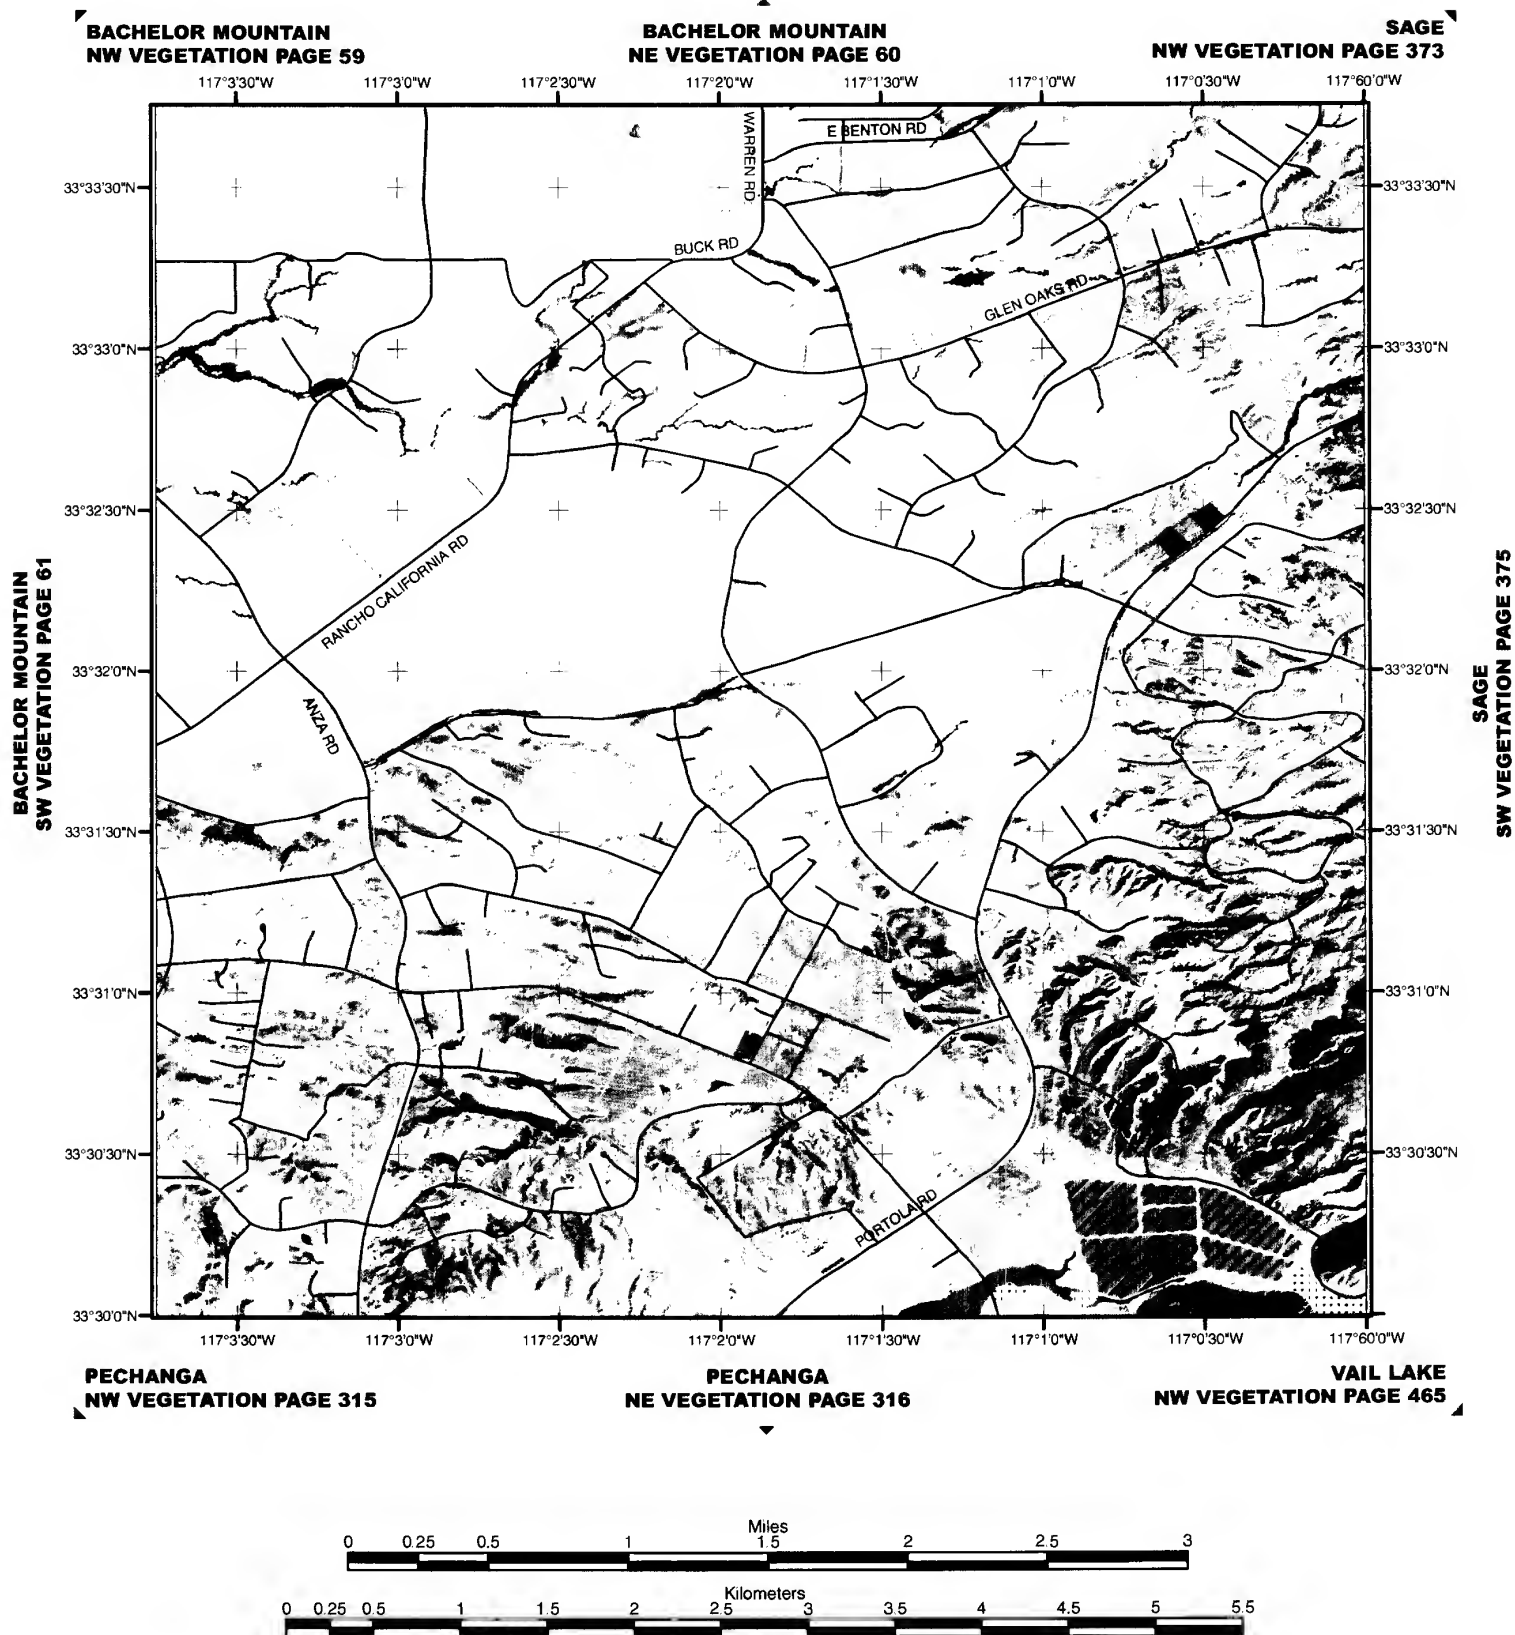 BACHELOR MOUNTAIN
NW VEGETATION PAGE 59
BACHELOR MOUNTAIN
NE VEGETATION PAGE 60
SAGE
NW VEGETATION PAGE 373
117°3'30"W
117°3'0"W
117°2'30"W
117°2'0"W
117°1'30"W
117°1'0"W
117°0'30"W
117°60'0"W
WARREN RD
E BENTON RD
33°33'30"N
33°33'30"N
BUCK RD
GLEN OAKS RD
33°33'0"N
33°33'0"N
33°32'30"N
33°32'30"N
RANCHO CALIFORNIA RD
BACHELOR MOUNTAIN
SW VEGETATION PAGE 61
SAGE
SW VEGETATION PAGE 375
33°32'0"N
33°32'0"N
ANZA RD
33°31'30"N
33°31'30"N
33°31'0"N
33°31'0"N
33°30'30"N
33°30'30"N
PORTOLA RD
33°30'0"N
117°3'30"W
117°3'0"W
117°2'30"W
117°2'0"W
117°1'30"W
117°1'0"W
117°0'30"W
117°60'0"W
PECHANGA
NW VEGETATION PAGE 315
PECHANGA
NE VEGETATION PAGE 316
VAIL LAKE
NW VEGETATION PAGE 465
Miles
0 0.25 0.5 1 1.5 2 2.5 3
Kilometers
0 0.25 0.5 1 1.5 2 2.5 3 3.5 4 4.5 5 5.5